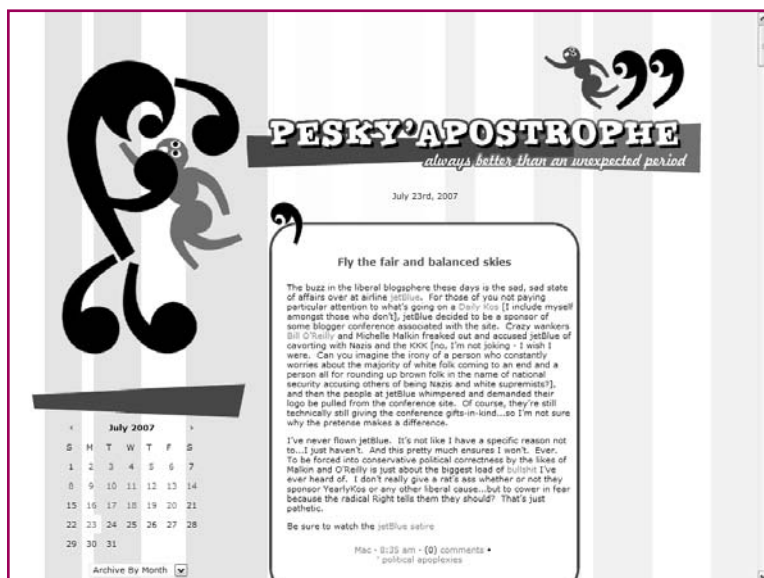 PESKY'APOSTROPHE
always better than an unexpected period
July 23rd, 2007
Fly the fair and balanced skies
The buzz in the liberal blogsphere these days is the sad, sad state
of affairs over at airline jetBlue. For those of you not paying
particular attention to what's going on a Daily Kos [I include myself
amongst those who don't], jetBlue decided to be a sponsor of
some blogger conference associated with the site. Crazy wankers
Bill O'Reilly and Michelle Malkin freaked out and accused jetBlue of
cavorting with Nazis and the KKK [no, I'm not joking - I wish I
were. Can you imagine the irony of a person who constantly
worries about the majority of white folk coming to an end and a
person all for rounding up brown folk in the name of national
security accusing others of being Nazis and white supremists?],
and then the people at jetBlue whimpered and demanded their
logo be pulled from the conference site. Of course, they're still
technically still giving the conference gifts-in-kind...so I'm not sure
why the pretense makes a difference.
I've never flown jetBlue. It's not like I have a specific reason not
to...I just haven't. And this pretty much ensures I won't. Ever.
To be forced into conservative political correctness by the likes of
Malkin and O'Reilly is just about the biggest load of bullshit I've
ever heard of. I don't really give a rat's ass whether or not they
sponsor YearlyKos or any other liberal cause...but to cower in fear
because the radical Right tells them they should? That's just
pathetic.
Be sure to watch the jetBlue satire
Mac - 8:35 am - (0) comments •
* political apoplexies
‹ July 2007 ›
S M T W T F S
1 2 3 4 5 6 7
8 9 10 11 12 13 14
15 16 17 18 19 20 21
22 23 24 25 26 27 28
29 30 31
Archive By Month